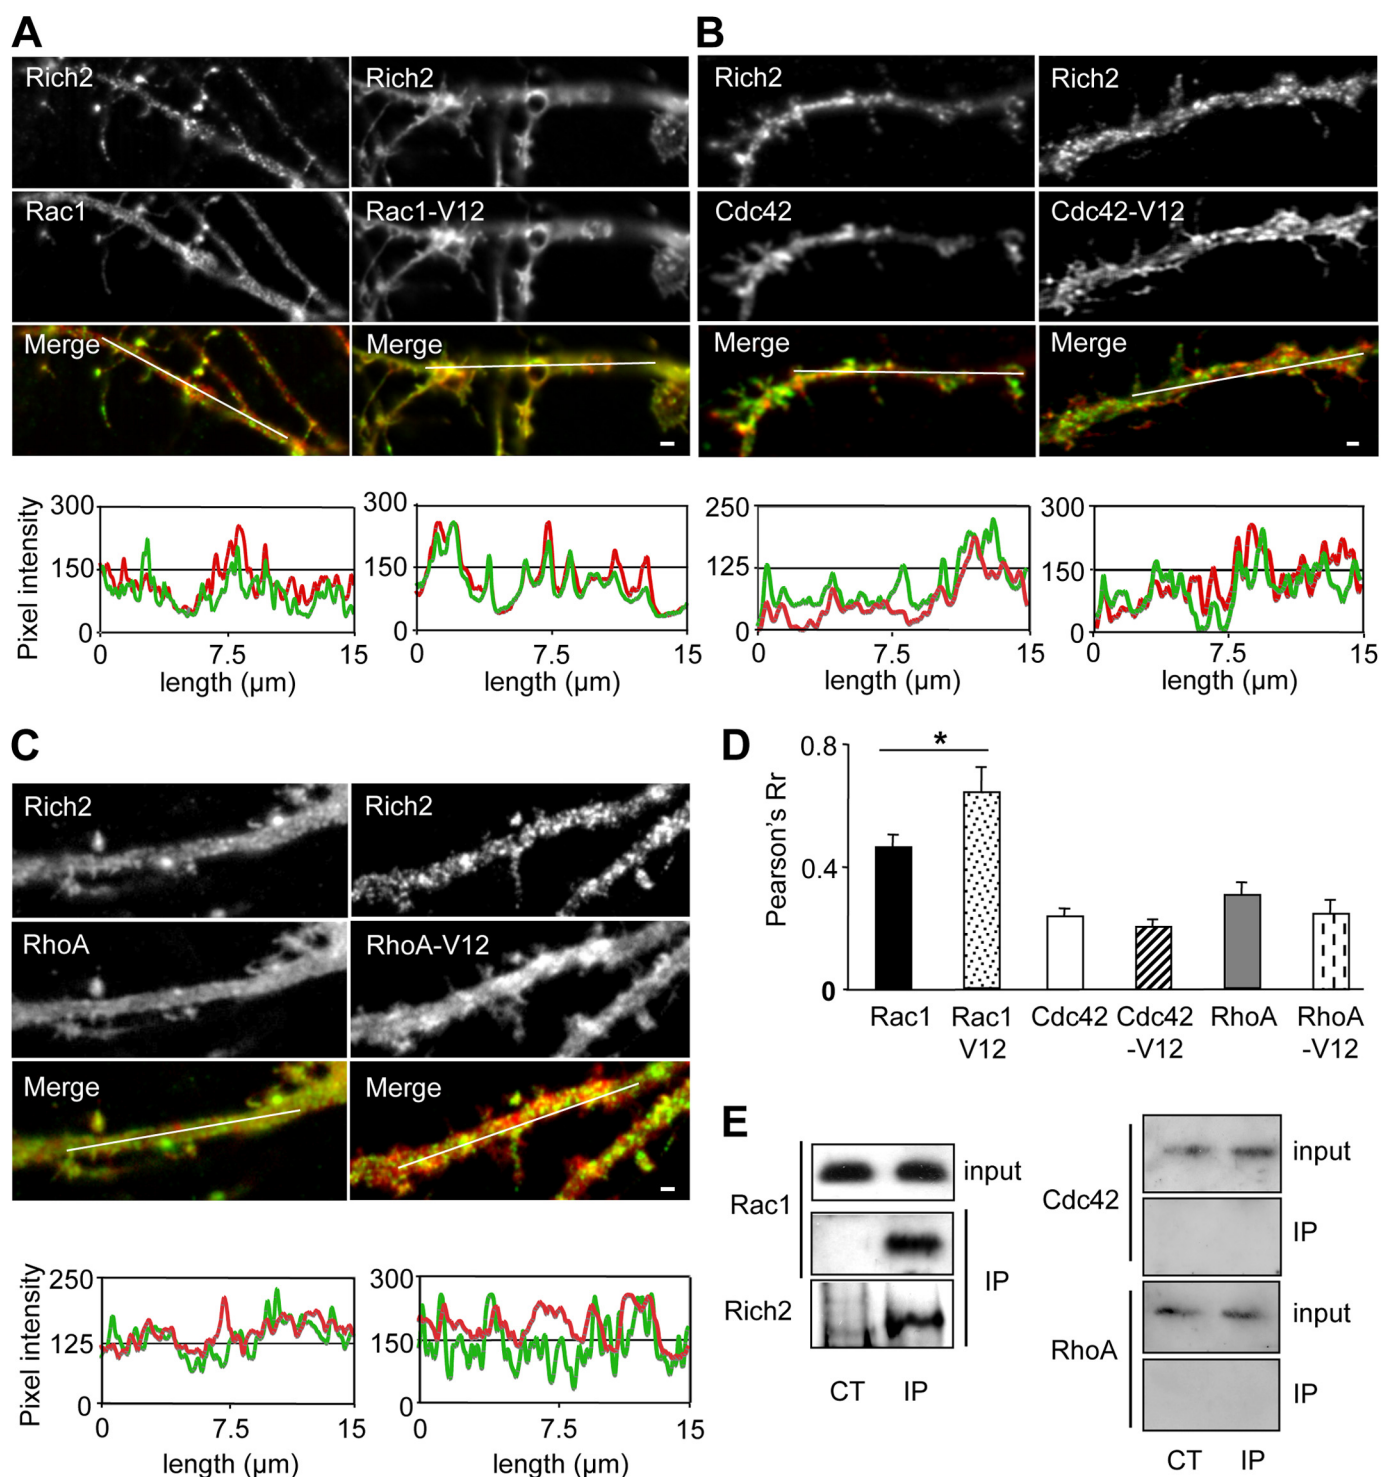 A
B
Rich2
Rich2
Rich2
Rich2
Rac1
Rac1-V12
Cdc42
Cdc42-V12
Merge
Merge
Merge
Merge
Pixel intensity
300
150
0
0 7.5 15
length (µm)
300
150
0
0 7.5 15
length (µm)
250
125
0
0 7.5 15
length (µm)
300
150
0
0 7.5 15
length (µm)
C
Rich2
Rich2
RhoA
RhoA-V12
Merge
Merge
Pixel intensity
250
125
0
0 7.5 15
length (µm)
300
150
0
0 7.5 15
length (µm)
D
Pearson's Rr
0.8
0.4
0
*
Rac1
Rac1
V12
Cdc42
Cdc42
-V12
RhoA
RhoA
-V12
E
Rac1
input
IP
Rich2
CT IP
Cdc42
input
IP
RhoA
input
IP
CT IP